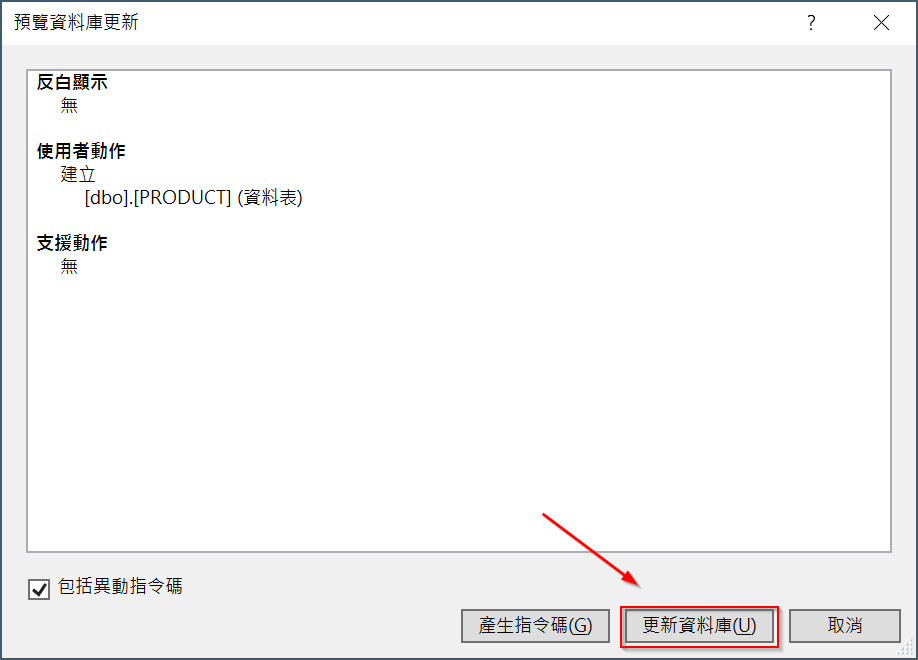 預覽資料庫更新
?
反白顯示
無
使用者動作
建立
[dbo].[PRODUCT] (資料表)
支援動作
無
包括異動指令碼
產生指令碼(G)
更新資料庫(U)
取消